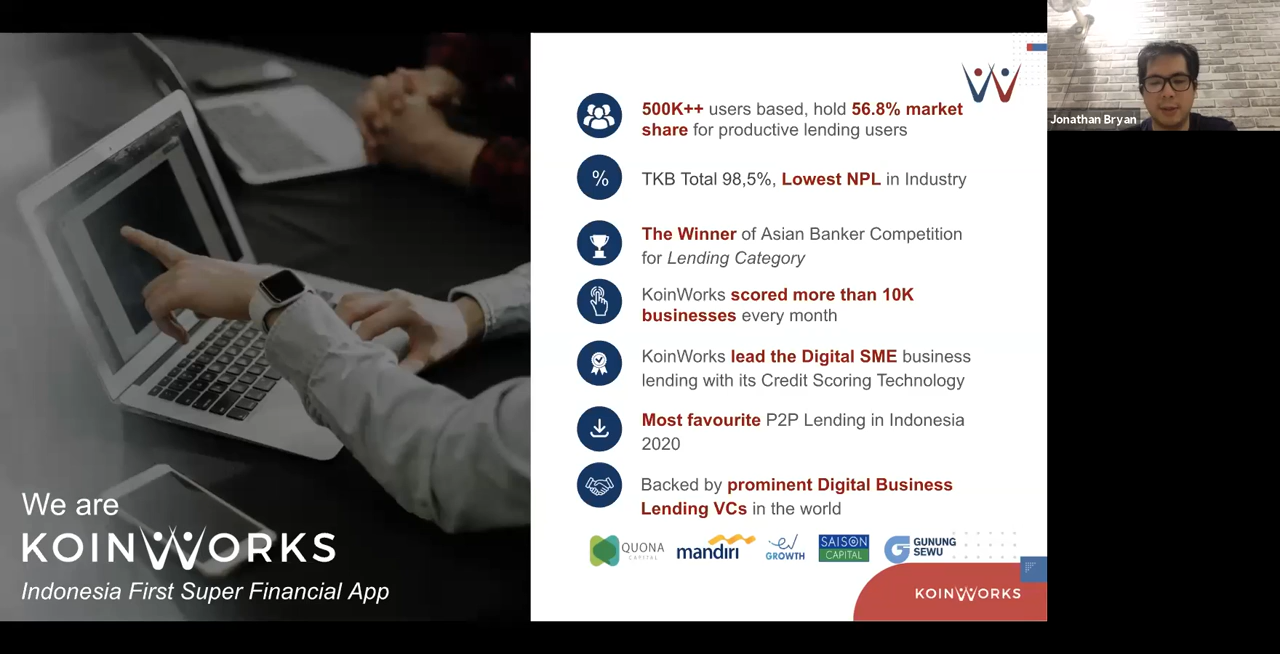 We are
KOINWORKS
Indonesia First Super Financial App
500K++ users based, hold 56.8% market
share for productive lending users
%
TKB Total 98,5%, Lowest NPL in Industry
The Winner of Asian Banker Competition
for Lending Category
KoinWorks scored more than 10K
businesses every month
KoinWorks lead the Digital SME business
lending with its Credit Scoring Technology
Most favourite P2P Lending in Indonesia
2020
Backed by prominent Digital Business
Lending VCs in the world
QUONA
CAPITAL
mandiri
ev
GROWTH
SAISON
CAPITAL
GUNUNG
SEWU
KOINWORKS
Jonathan Bryan